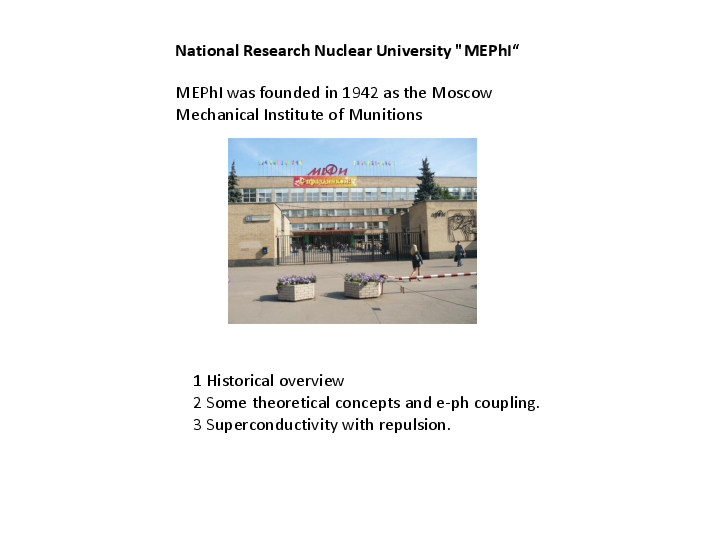 National Research Nuclear University "MEPhI“
MEPhI was founded in 1942 as the Moscow
Mechanical Institute of Munitions
МИФИ
С праздником
1 Historical overview
2 Some theoretical concepts and e-ph coupling.
3 Superconductivity with repulsion.